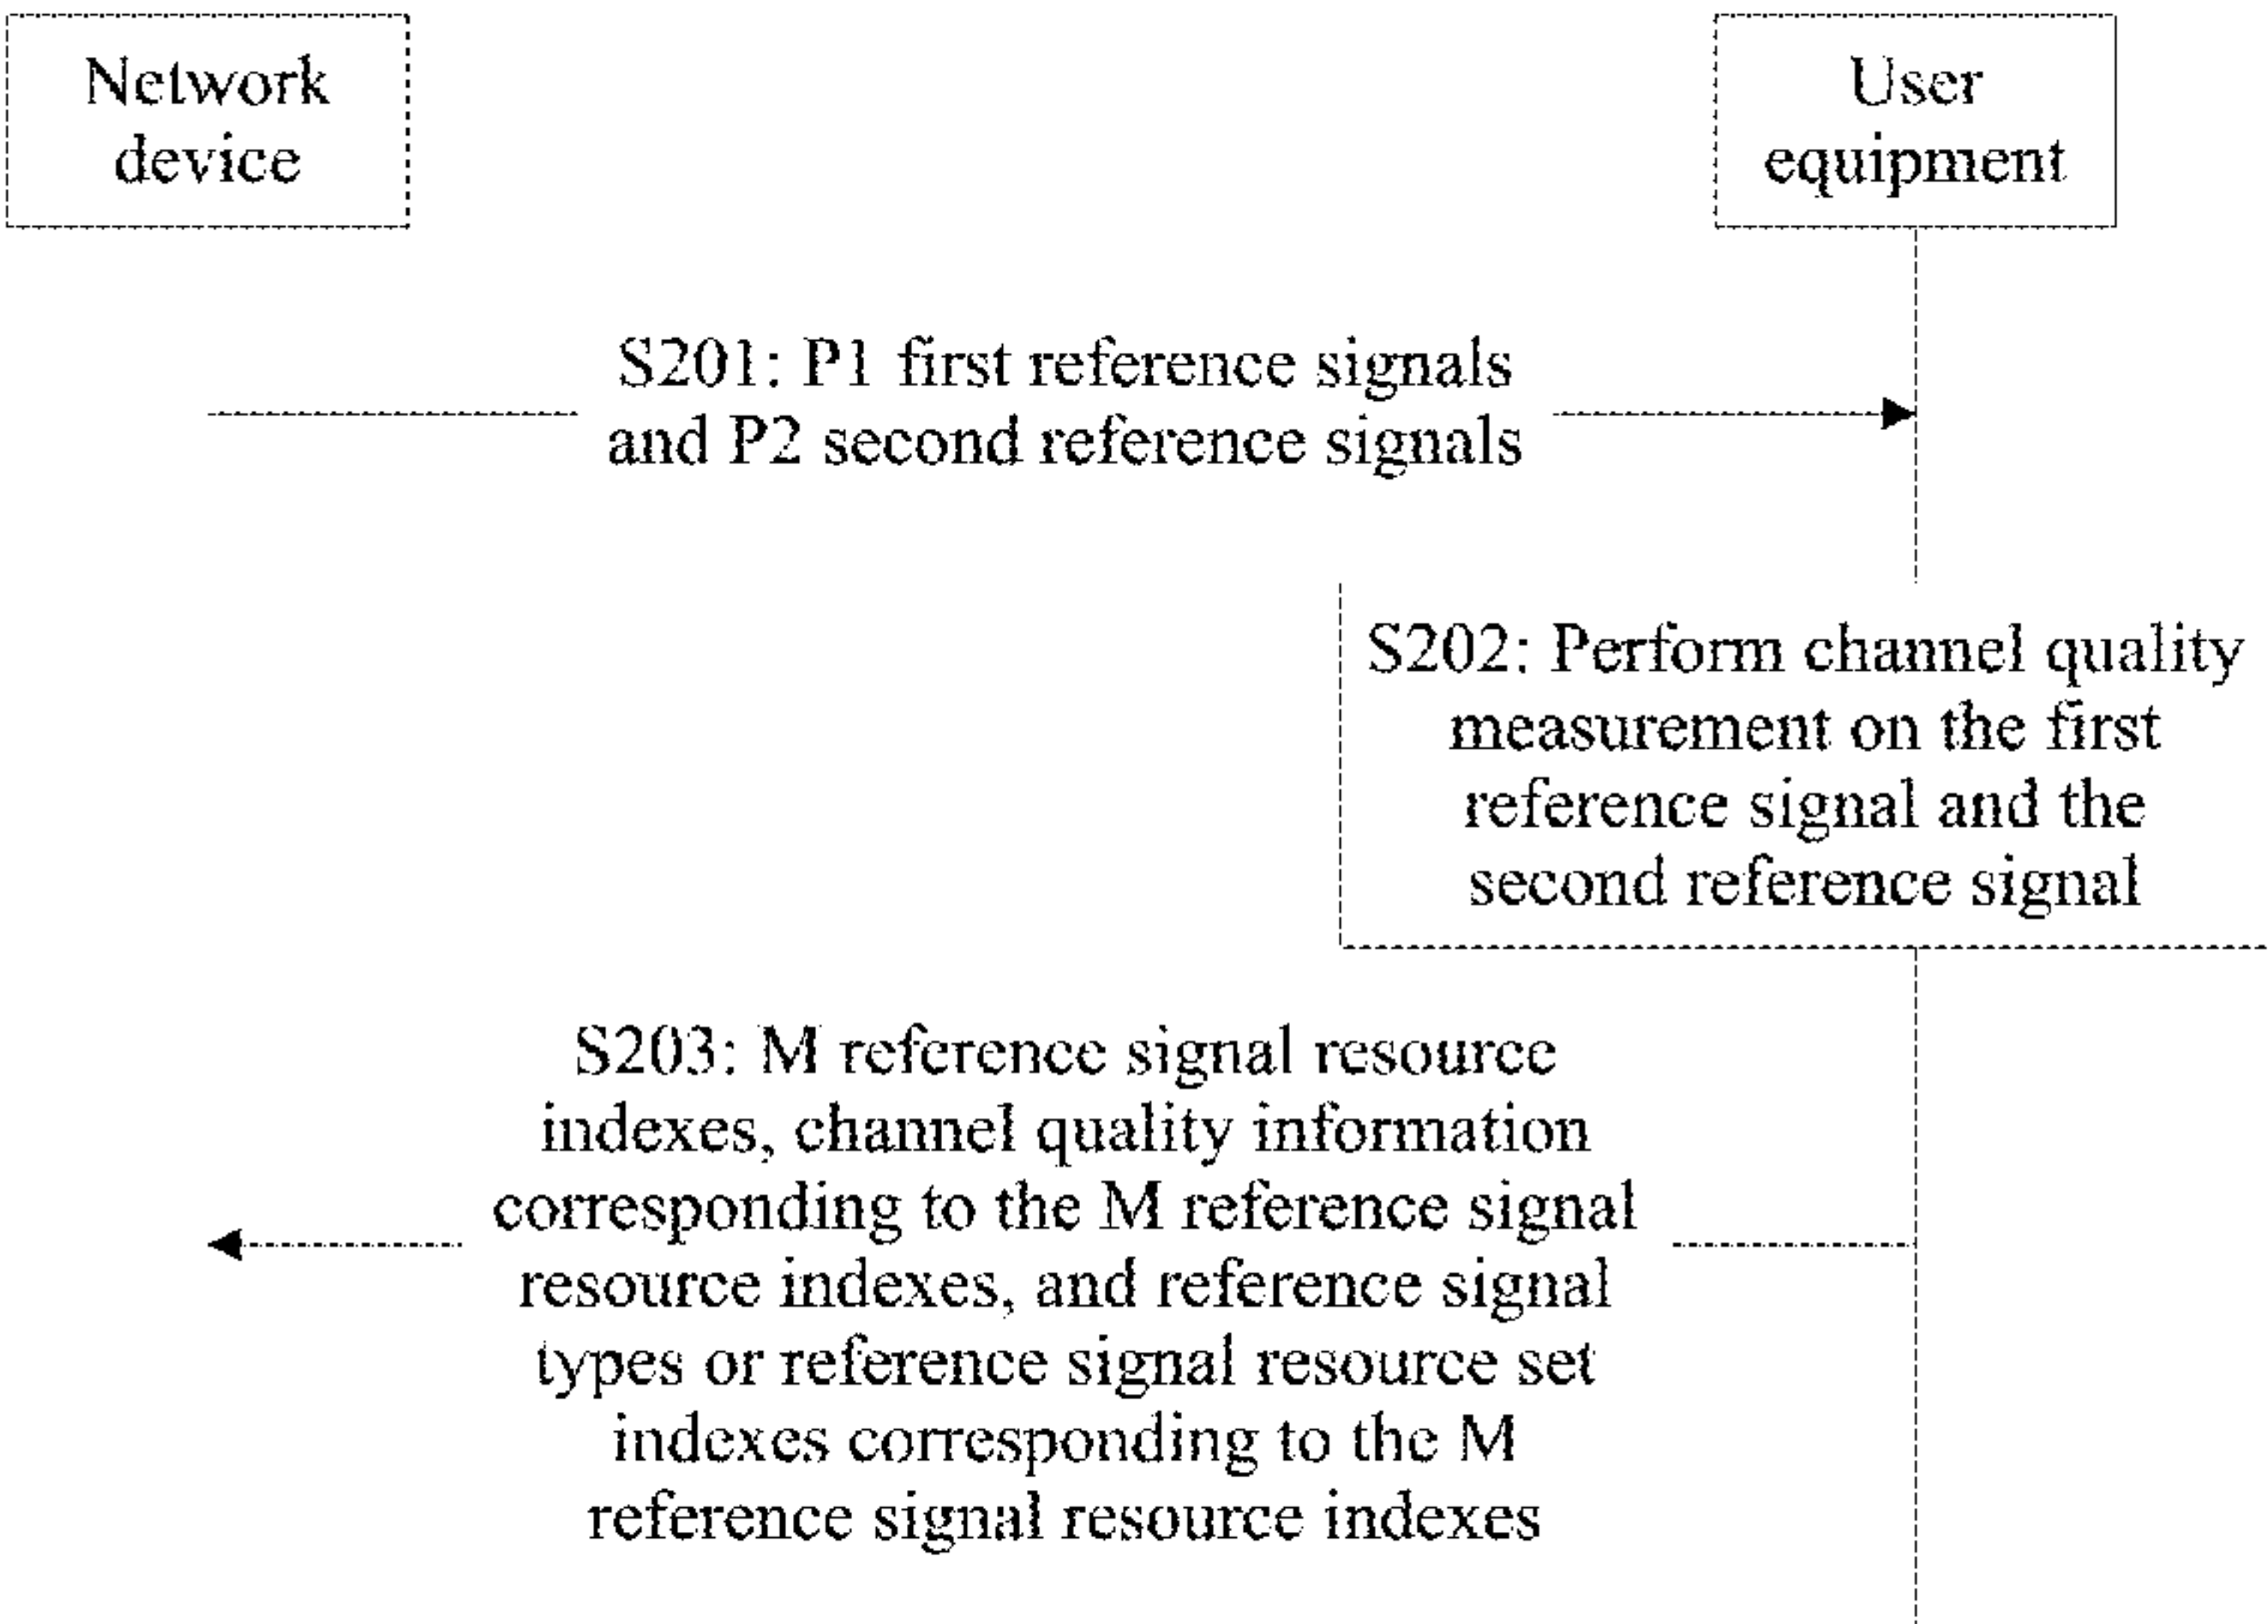 Network
device
User
equipment
S201: P1 first reference signals
and P2 second reference signals
S202: Perform channel quality
measurement on the first
reference signal and the
second reference signal
S203: M reference signal resource
indexes, channel quality information
corresponding to the M reference signal
resource indexes, and reference signal
types or reference signal resource set
indexes corresponding to the M
reference signal resource indexes